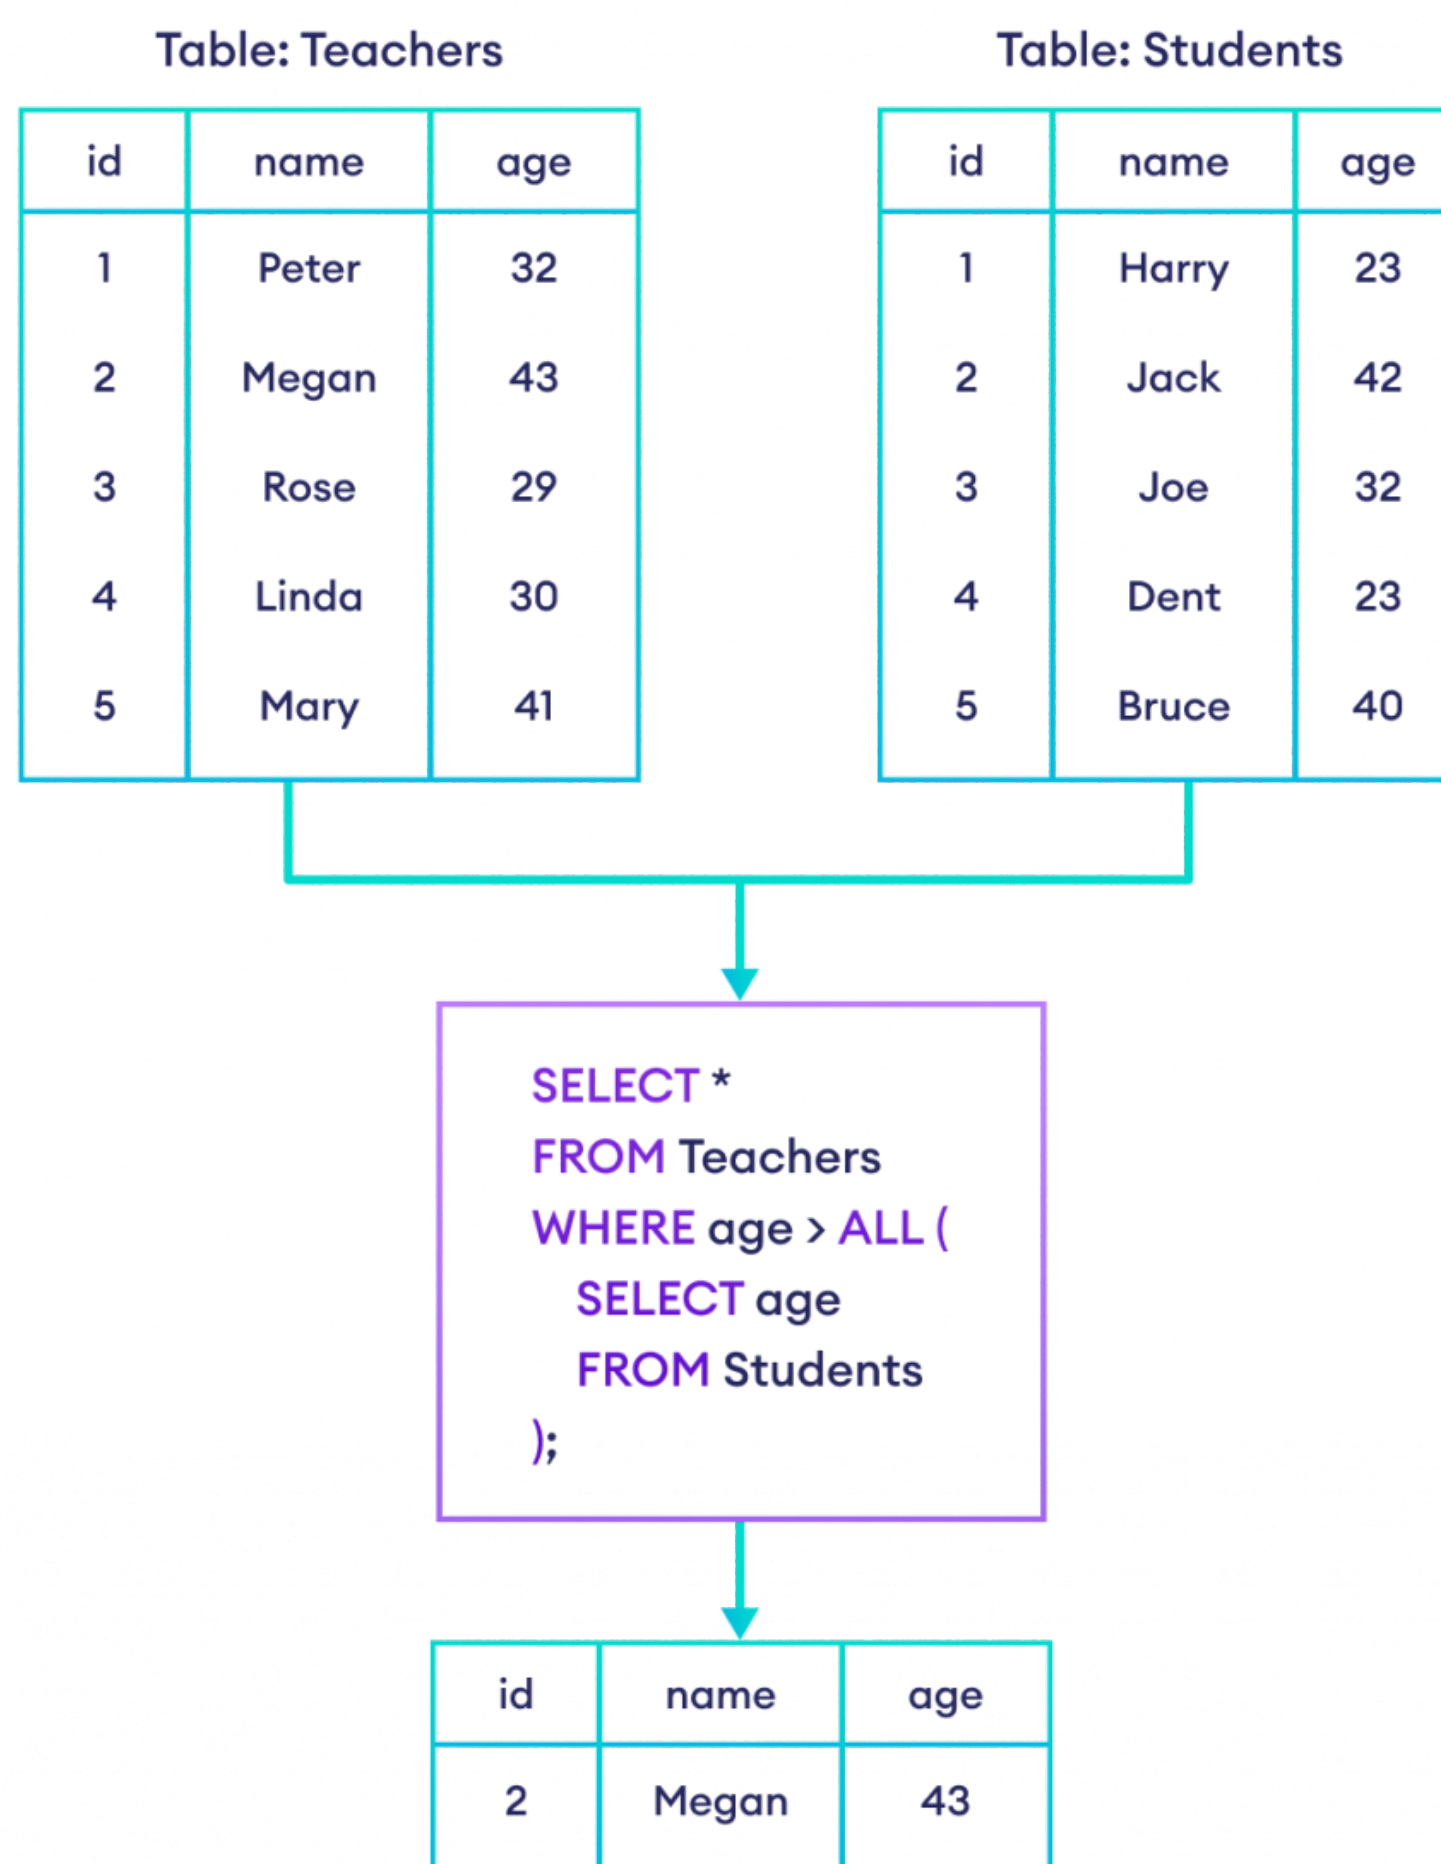 Table: Teachers
id name age
1 Peter 32
2 Megan 43
3 Rose 29
4 Linda 30
5 Mary 41
Table: Students
id name age
1 Harry 23
2 Jack 42
3 Joe 32
4 Dent 23
5 Bruce 40
SELECT *
FROM Teachers
WHERE age > ALL (
SELECT age
FROM Students
);
id name age
2 Megan 43